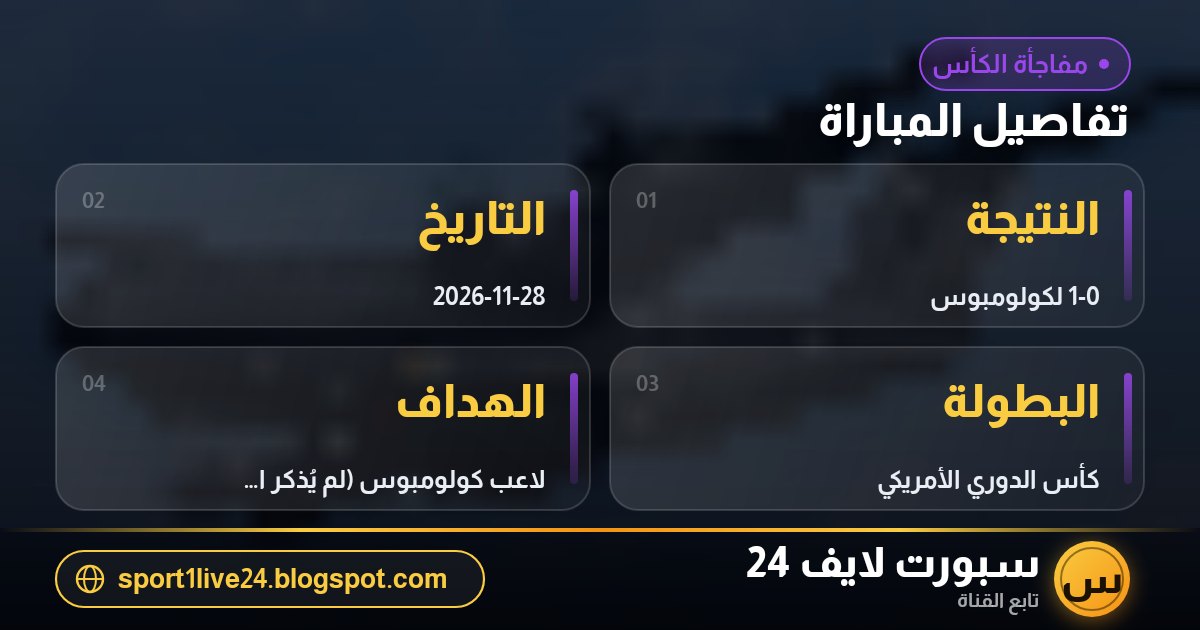 • مفاجأة الكأس
تفاصيل المباراة
01
النتيجة
1-0 لكولومبوس
02
التاريخ
2026-11-28
03
البطولة
كأس الدوري الأمريكي
04
الهداف
لاعب كولومبوس (لم يُذكر ا...
س
سبورت لايف 24
تابع القناة
sport1live24.blogspot.com